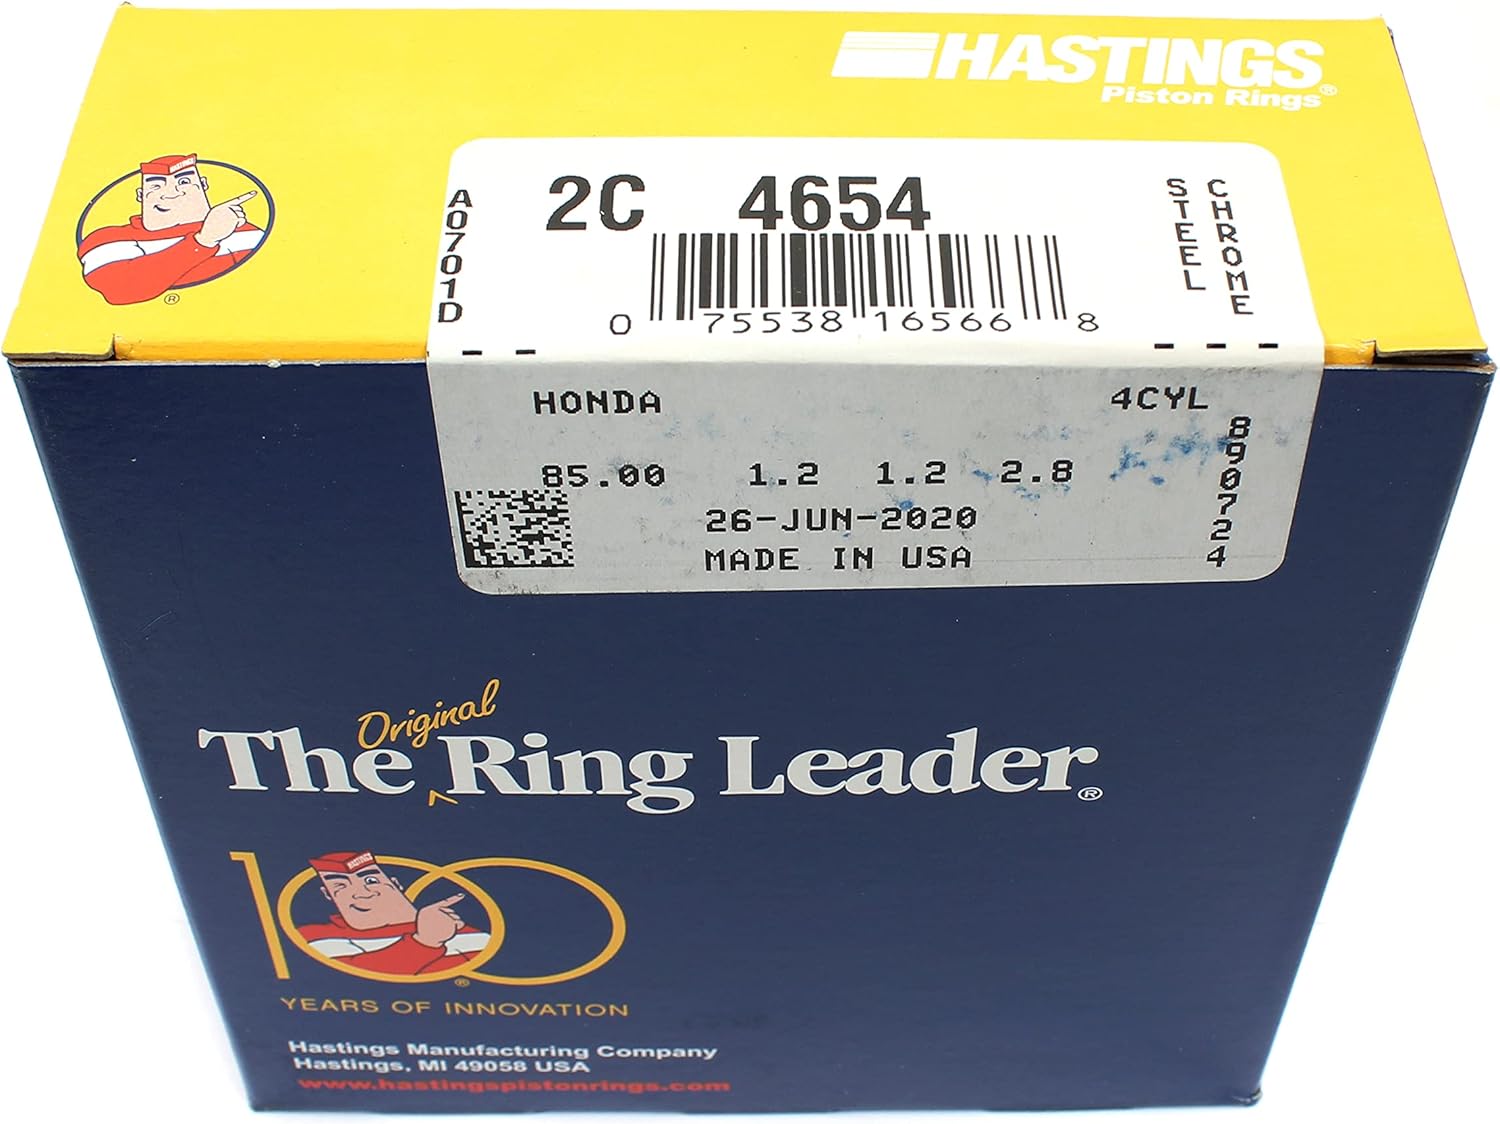 HASTINGS
Piston Rings®
HASTINGS
®
A0701D
2C 4654
STEEL
CHROME
0 75538 16566 8
HONDA 4CYL
85.00 1.2 1.2 2.8
890724
26-JUN-2020
MADE IN USA
The Original Ring Leader®
100
HASTINGS
®
YEARS OF INNOVATION
Hastings Manufacturing Company
Hastings, MI 49058 USA
www.hastingspistonrings.com